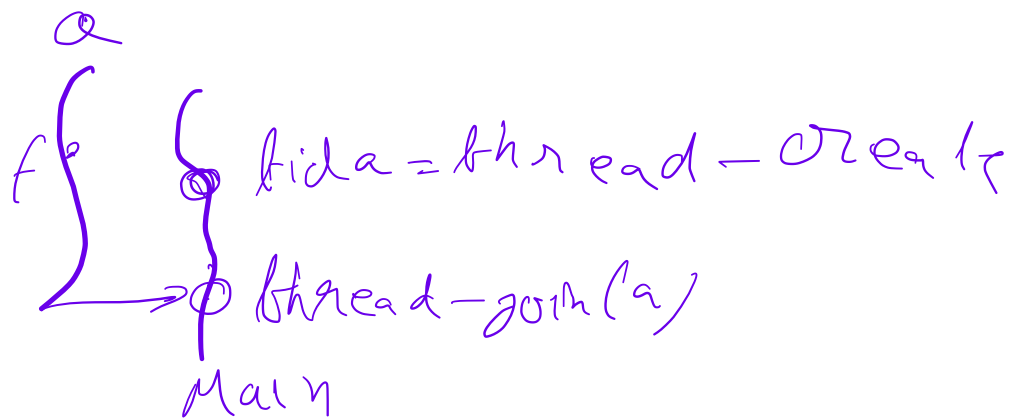 a
f
tida = thread - create
thread - join(a)
Main